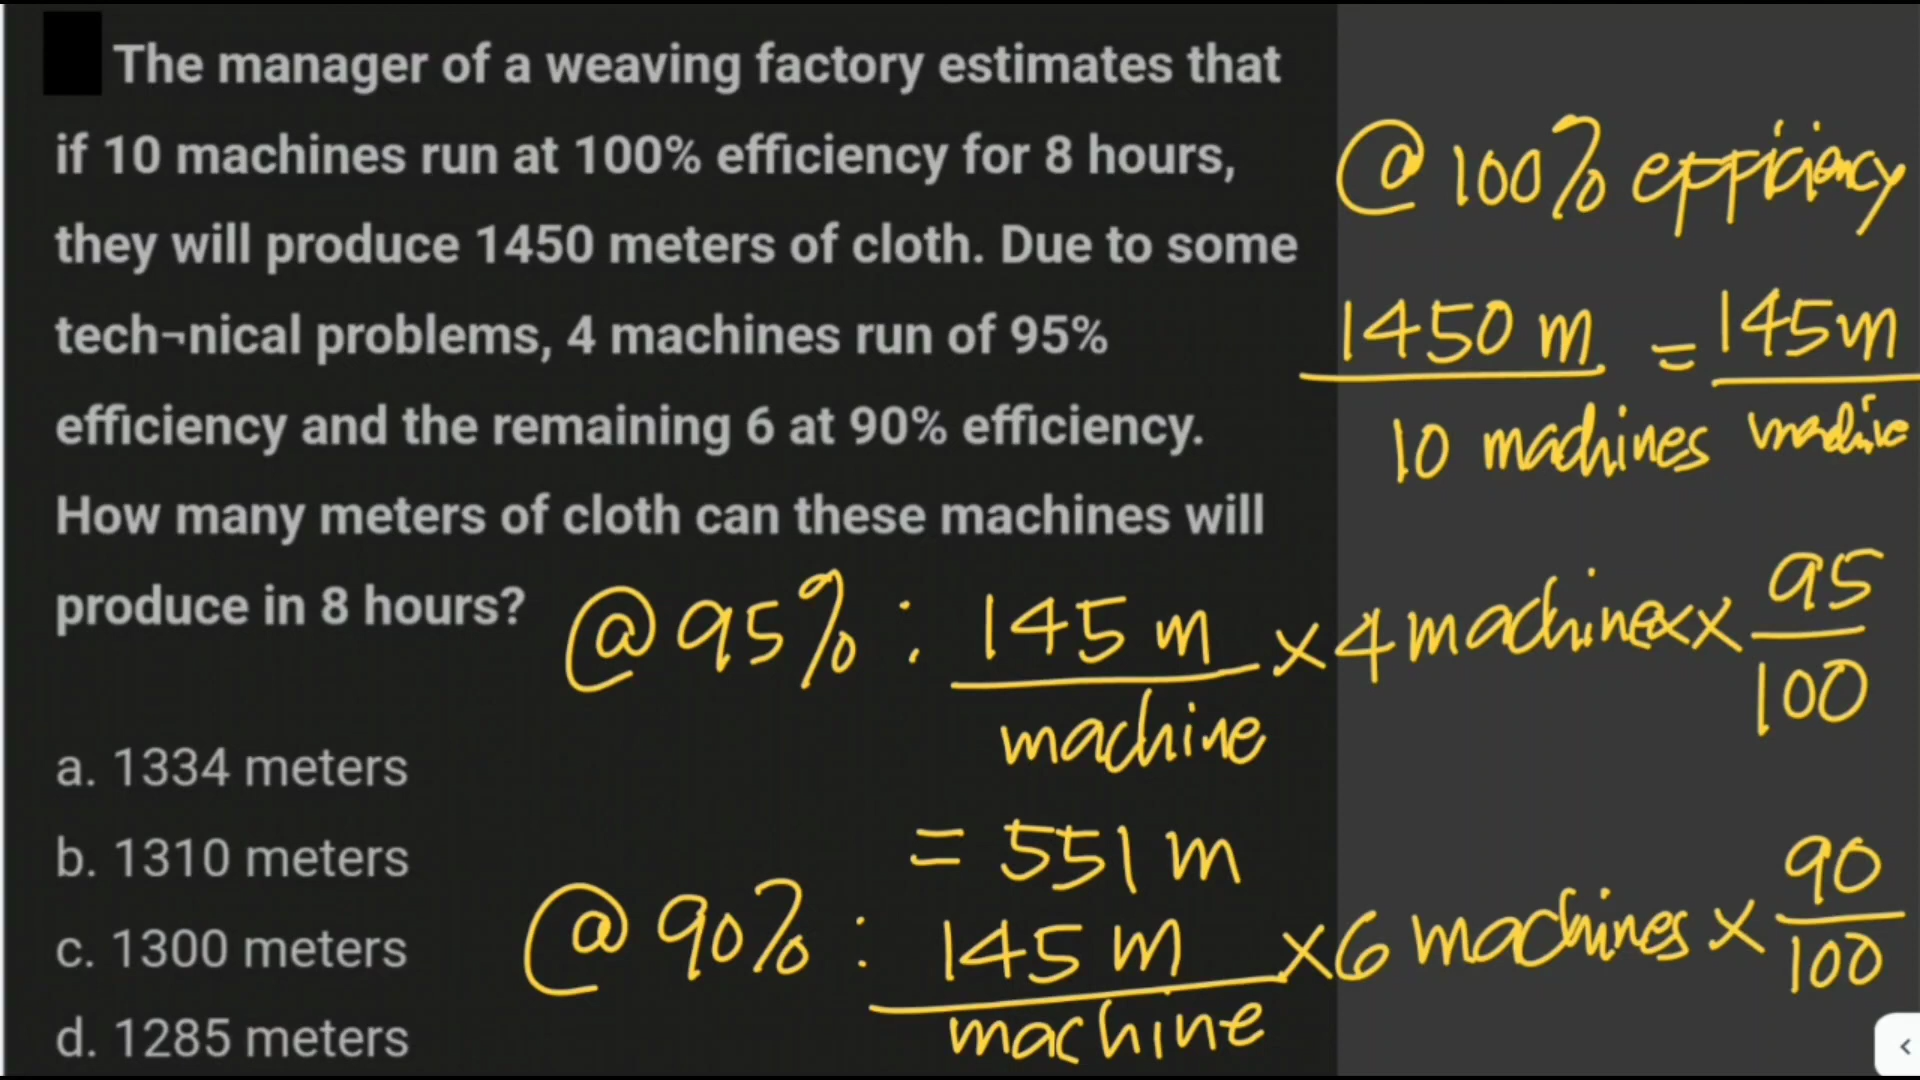 The manager of a weaving factory estimates that
if 10 machines run at 100% efficiency for 8 hours,
they will produce 1450 meters of cloth. Due to some
tech¬nical problems, 4 machines run of 95%
efficiency and the remaining 6 at 90% efficiency.
How many meters of cloth can these machines will
produce in 8 hours?
a. 1334 meters
b. 1310 meters
c. 1300 meters
d. 1285 meters
@ 100% efficiency
1450 m = 145 m
10 machines machine
@ 95% : 145 m × 4 machines × 95
machine 100
= 551 m
@ 90% : 145 m × 6 machines × 90
machine 100